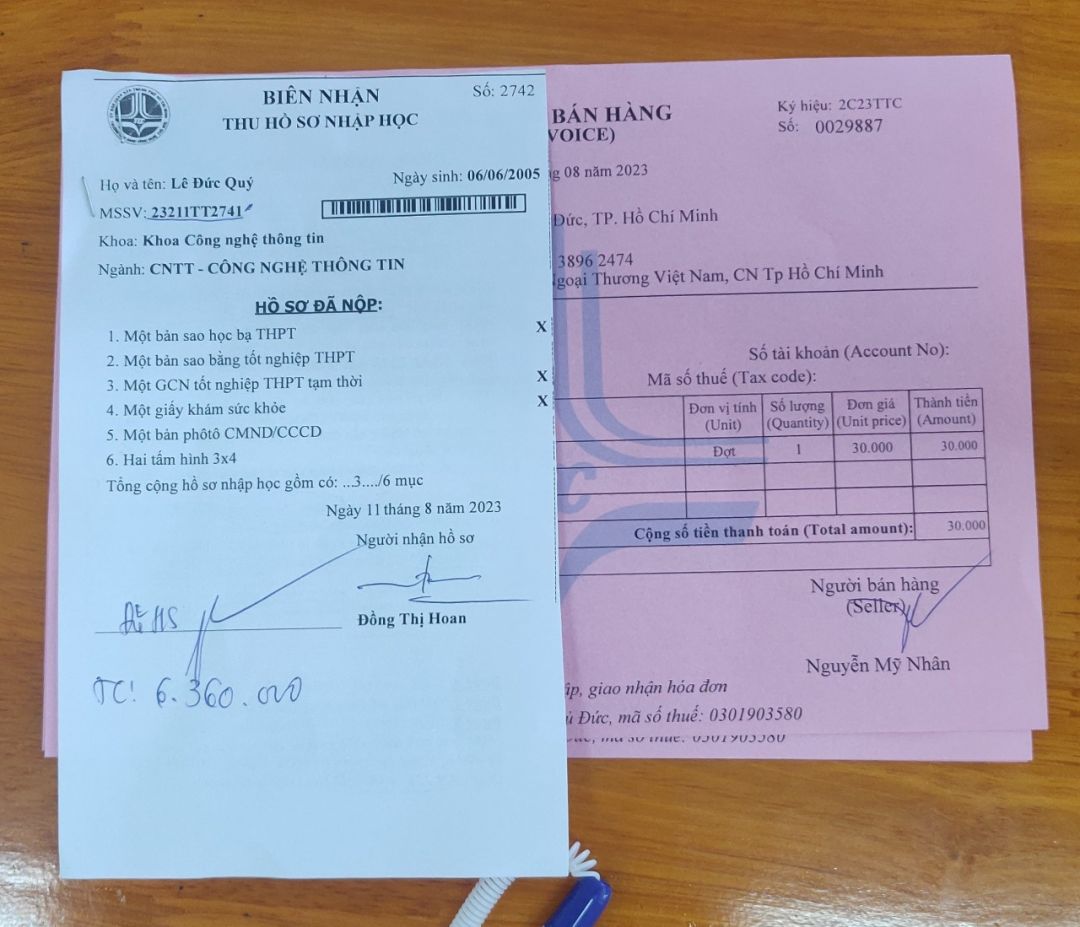 BIÊN NHẬN
Số: 2742
THU HỒ SƠ NHẬP HỌC
Họ và tên: Lê Đức Quý
Ngày sinh: 06/06/2005
MSSV: 23211TT2741
Khoa: Khoa Công nghệ thông tin
Ngành: CNTT - CÔNG NGHỆ THÔNG TIN
HỒ SƠ ĐÃ NỘP:
1. Một bản sao học bạ THPT X
2. Một bản sao bằng tốt nghiệp THPT
3. Một GCN tốt nghiệp THPT tạm thời X
4. Một giấy khám sức khỏe X
5. Một bản phôtô CMND/CCCD
6. Hai tấm hình 3x4
Tổng cộng hồ sơ nhập học gồm có: ..3..../6 mục
Ngày 11 tháng 8 năm 2023
Người nhận hồ sơ
Đồng Thị Hoan
TC: 6.360.000
BÁN HÀNG
VOICE)
Ký hiệu: 2C23TTC
Số: 0029887
ng 08 năm 2023
Đức, TP. Hồ Chí Minh
3896 2474
goại Thương Việt Nam, CN Tp Hồ Chí Minh
Số tài khoản (Account No):
Mã số thuế (Tax code):
Đơn vị tính (Unit) Số lượng (Quantity) Đơn giá (Unit price) Thành tiền (Amount)
Đợt 1 30.000 30.000
Cộng số tiền thanh toán (Total amount): 30.000
Người bán hàng
(Seller)
Nguyễn Mỹ Nhân
ập, giao nhận hóa đơn
ủ Đức, mã số thuế: 0301903580